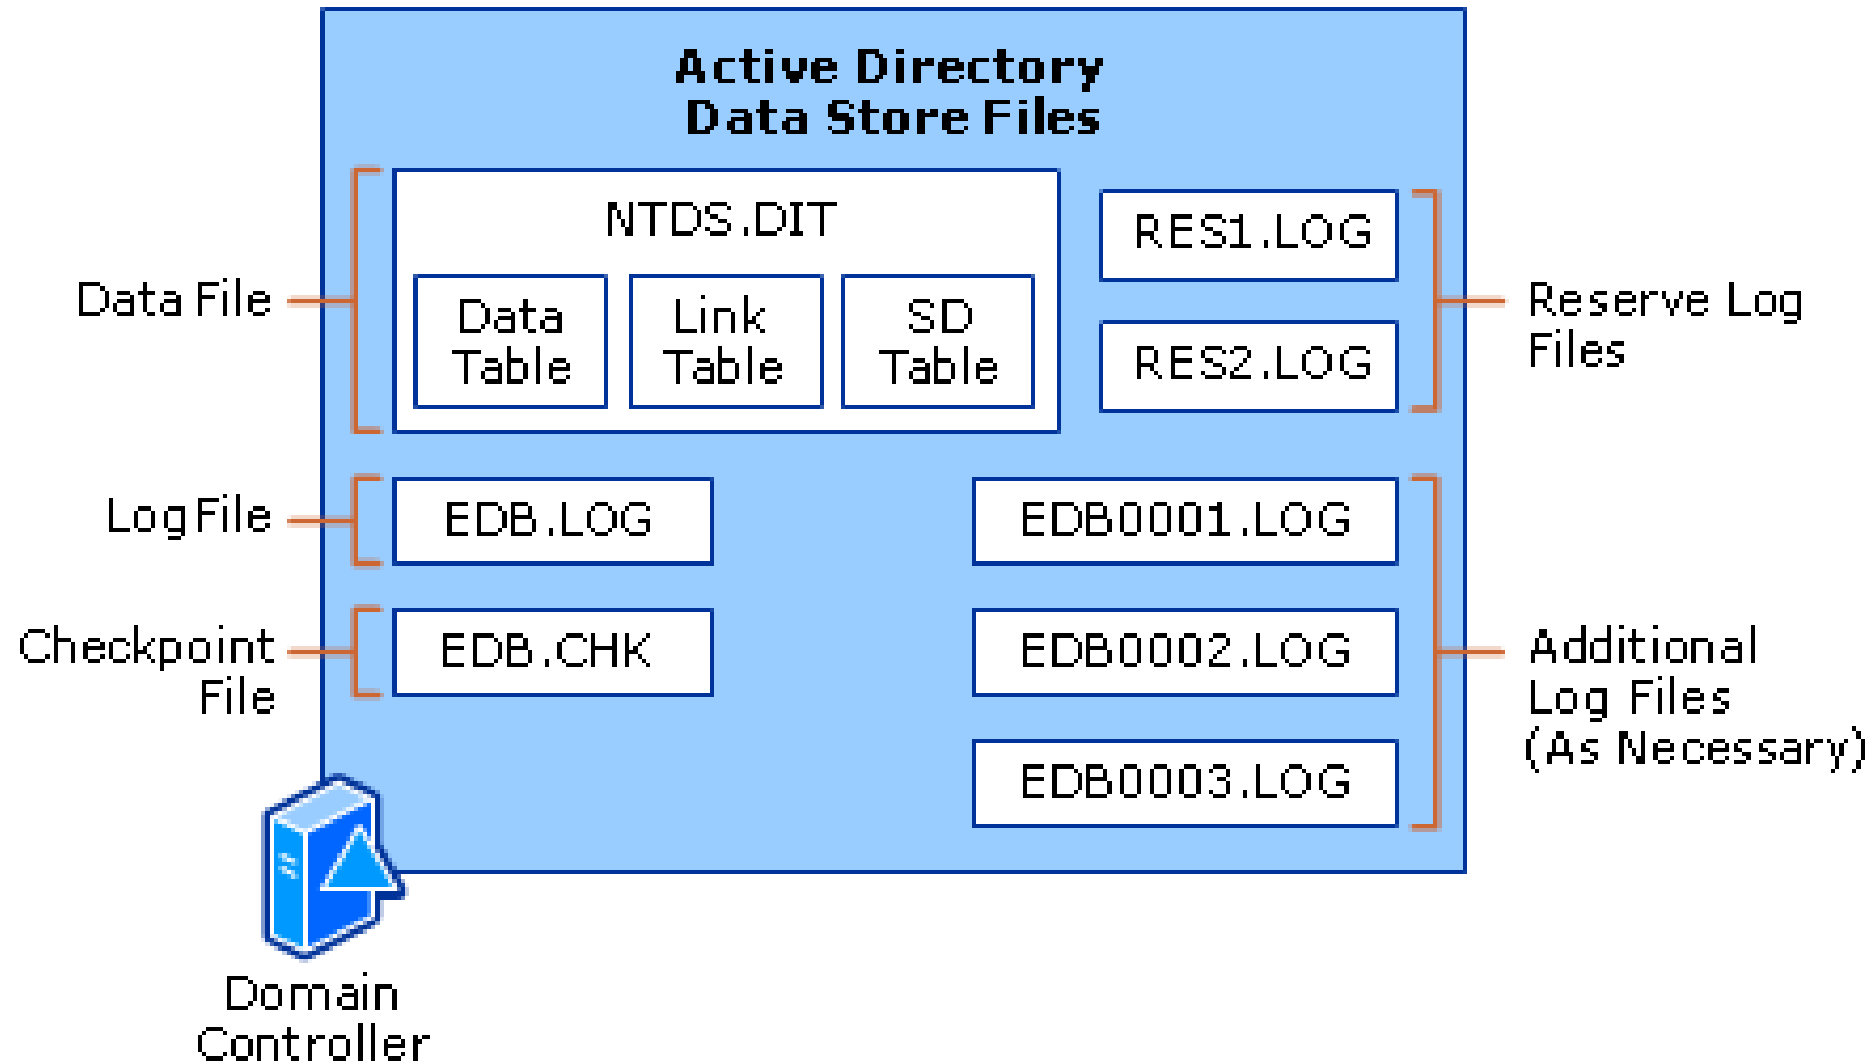 Active Directory
Data Store Files
Data File
NTDS.DIT
Data
Table
Link
Table
SD
Table
RES1.LOG
RES2.LOG
Reserve Log
Files
Log File
EDB.LOG
EDB0001.LOG
Checkpoint
File
EDB.CHK
EDB0002.LOG
EDB0003.LOG
Additional
Log Files
(As Necessary)
Domain
Controller